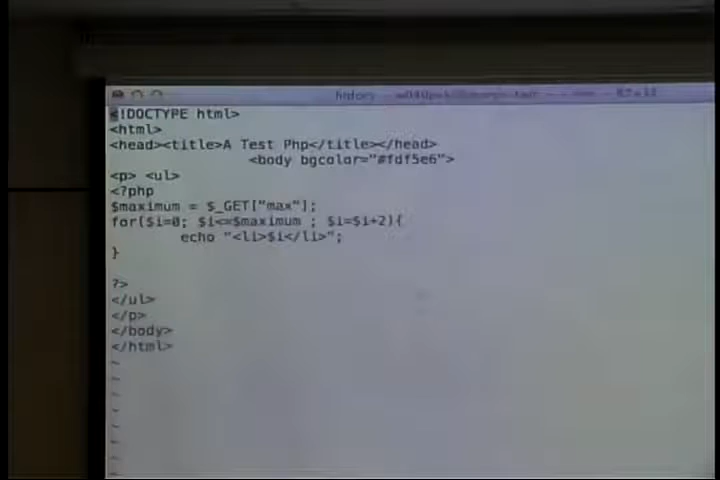 <!DOCTYPE html>
<html>
<head><title>A Test Php</title></head>
<body bgcolor="#fdf5e6">
<p> <ul>
<?php
$maximum = $_GET["max"];
for($i=0; $i<=$maximum ; $i=$i+2){
echo "<li>$i</li>";
}
?>
</ul>
</p>
</body>
</html>
~
~
~
~
~
~
~
~